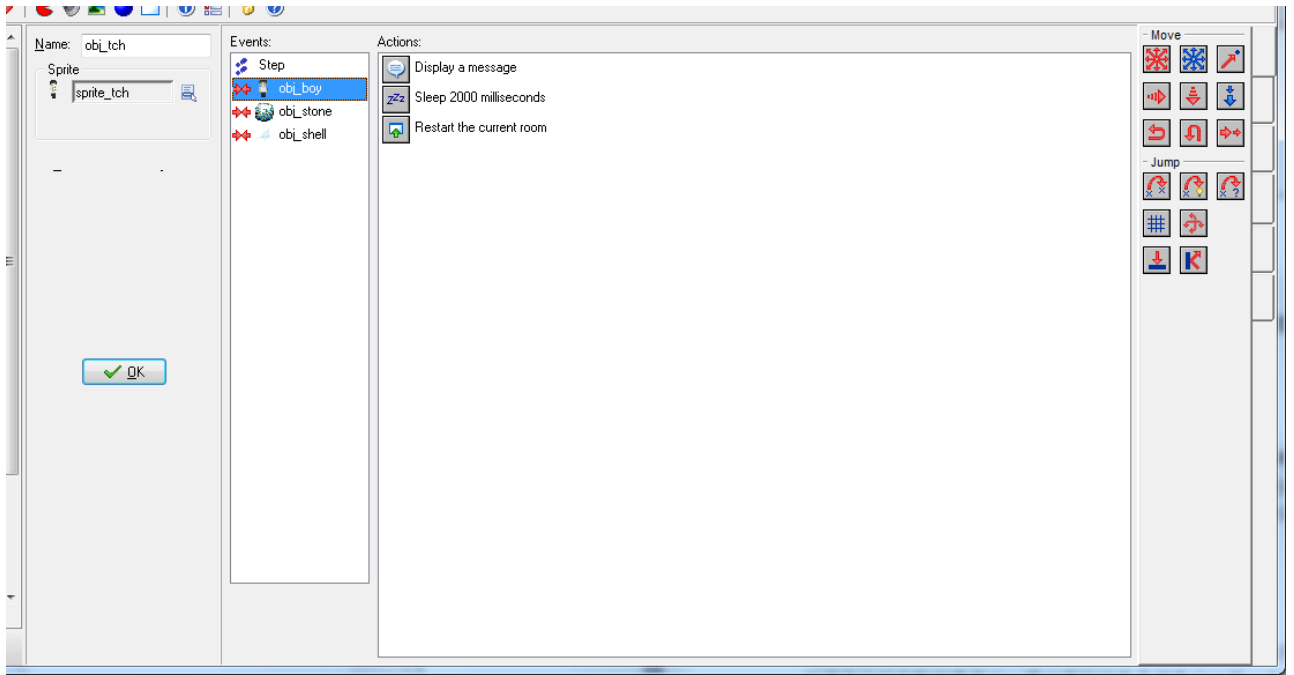 Name: obj_tch
Sprite
sprite_tch
OK
Events:
Step
obj_boy
obj_stone
obj_shell
Actions:
Display a message
Sleep 2000 milliseconds
Restart the current room
Move
Jump